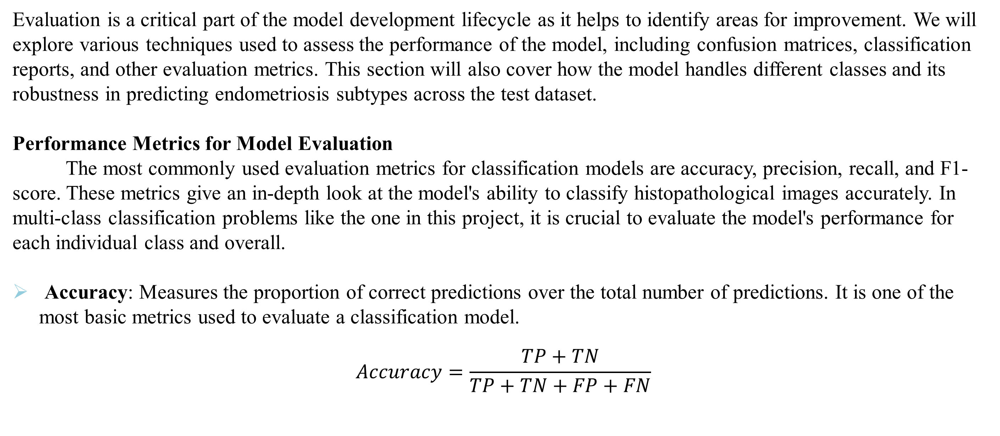 Evaluation is a critical part of the model development lifecycle as it helps to identify areas for improvement. We will
explore various techniques used to assess the performance of the model, including confusion matrices, classification
reports, and other evaluation metrics. This section will also cover how the model handles different classes and its
robustness in predicting endometriosis subtypes across the test dataset.
Performance Metrics for Model Evaluation
The most commonly used evaluation metrics for classification models are accuracy, precision, recall, and F1-
score. These metrics give an in-depth look at the model's ability to classify histopathological images accurately. In
multi-class classification problems like the one in this project, it is crucial to evaluate the model's performance for
each individual class and overall.
➢ Accuracy: Measures the proportion of correct predictions over the total number of predictions. It is one of the
most basic metrics used to evaluate a classification model.
TP + TN
Accuracy =
TP + TN + FP + FN